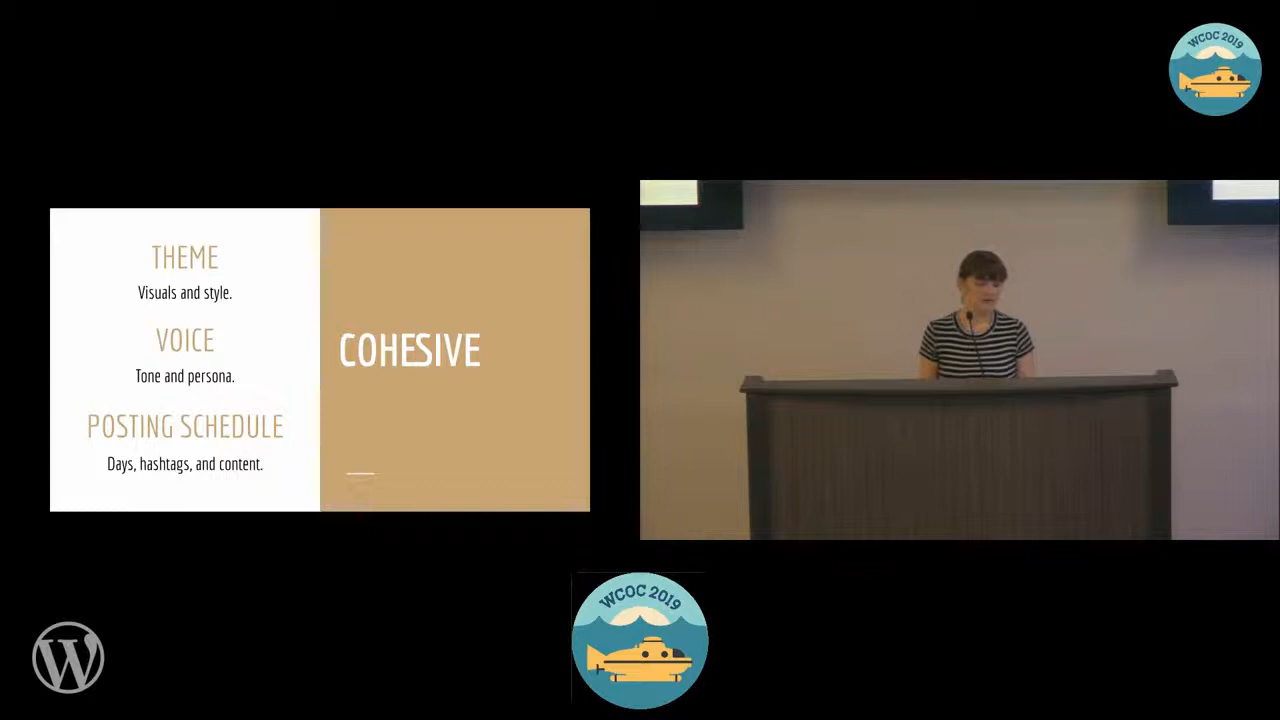 WCOC 2019
THEME
Visuals and style.
VOICE
Tone and persona.
POSTING SCHEDULE
Days, hashtags, and content.
COHESIVE
WCOC 2019
W